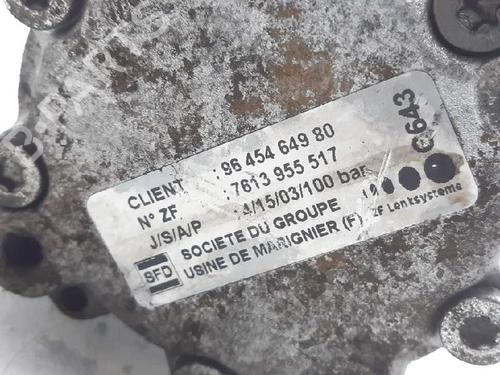 CLIENT : 96 454 649 80
N° ZF : 7613 955 517
J/S/A/P : 4/15/03/100 bar
SFD SOCIETE DU GROUPE
USINE DE MARIGNIER (F) ZF Lenksysteme
C643